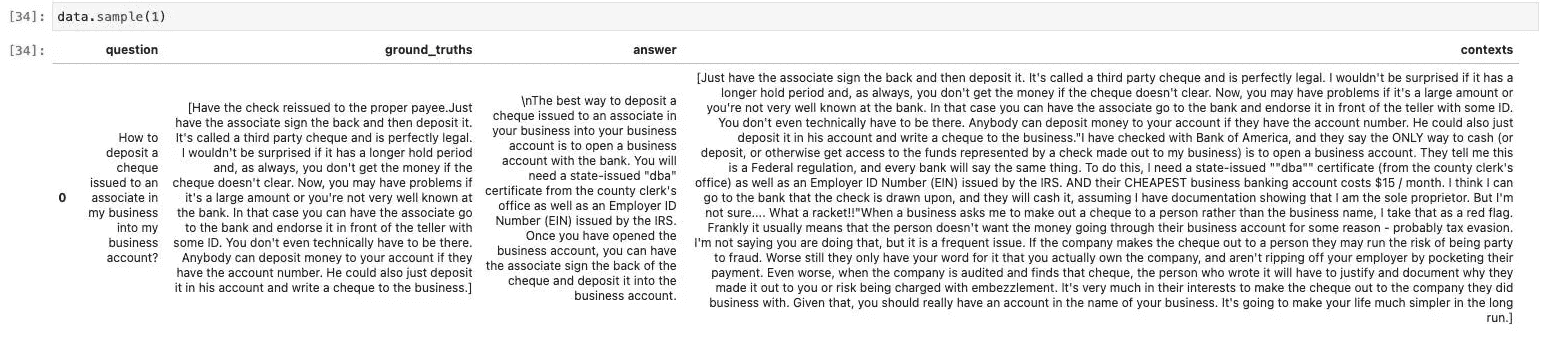 [34]: data.sample(1)
[34]: question ground_truths answer contexts
0
How to
deposit a
cheque
issued to an
associate in
my business
into my
business
account?
[Have the check reissued to the proper payee.Just
have the associate sign the back and then deposit it.
It's called a third party cheque and is perfectly legal.
I wouldn't be surprised if it has a longer hold period
and, as always, you don't get the money if the
cheque doesn't clear. Now, you may have problems if
it's a large amount or you're not very well known at
the bank. In that case you can have the associate go
to the bank and endorse it in front of the teller with
some ID. You don't even technically have to be there.
Anybody can deposit money to your account if they
have the account number. He could also just deposit
it in his account and write a cheque to the business.]
\nThe best way to deposit a
cheque issued to an associate in
your business into your business
account is to open a business
account with the bank. You will
need a state-issued "dba"
certificate from the county clerk's
office as well as an Employer ID
Number (EIN) issued by the IRS.
Once you have opened the
business account, you can have
the associate sign the back of the
cheque and deposit it into the
business account.
[Just have the associate sign the back and then deposit it. It's called a third party cheque and is perfectly legal. I wouldn't be surprised if it has a
longer hold period and, as always, you don't get the money if the cheque doesn't clear. Now, you may have problems if it's a large amount or
you're not very well known at the bank. In that case you can have the associate go to the bank and endorse it in front of the teller with some ID.
You don't even technically have to be there. Anybody can deposit money to your account if they have the account number. He could also just
deposit it in his account and write a cheque to the business."I have checked with Bank of America, and they say the ONLY way to cash (or
deposit, or otherwise get access to the funds represented by a check made out to my business) is to open a business account. They tell me this
is a Federal regulation, and every bank will say the same thing. To do this, I need a state-issued ""dba"" certificate (from the county clerk's
office) as well as an Employer ID Number (EIN) issued by the IRS. AND their CHEAPEST business banking account costs $15 / month. I think I can
go to the bank that the check is drawn upon, and they will cash it, assuming I have documentation showing that I am the sole proprietor. But I'm
not sure.... What a racket!!"When a business asks me to make out a cheque to a person rather than the business name, I take that as a red flag.
Frankly it usually means that the person doesn't want the money going through their business account for some reason - probably tax evasion.
I'm not saying you are doing that, but it is a frequent issue. If the company makes the cheque out to a person they may run the risk of being party
to fraud. Worse still they only have your word for it that you actually own the company, and aren't ripping off your employer by pocketing their
payment. Even worse, when the company is audited and finds that cheque, the person who wrote it will have to justify and document why they
made it out to you or risk being charged with embezzlement. It's very much in their interests to make the cheque out to the company they did
business with. Given that, you should really have an account in the name of your business. It's going to make your life much simpler in the long
run.]